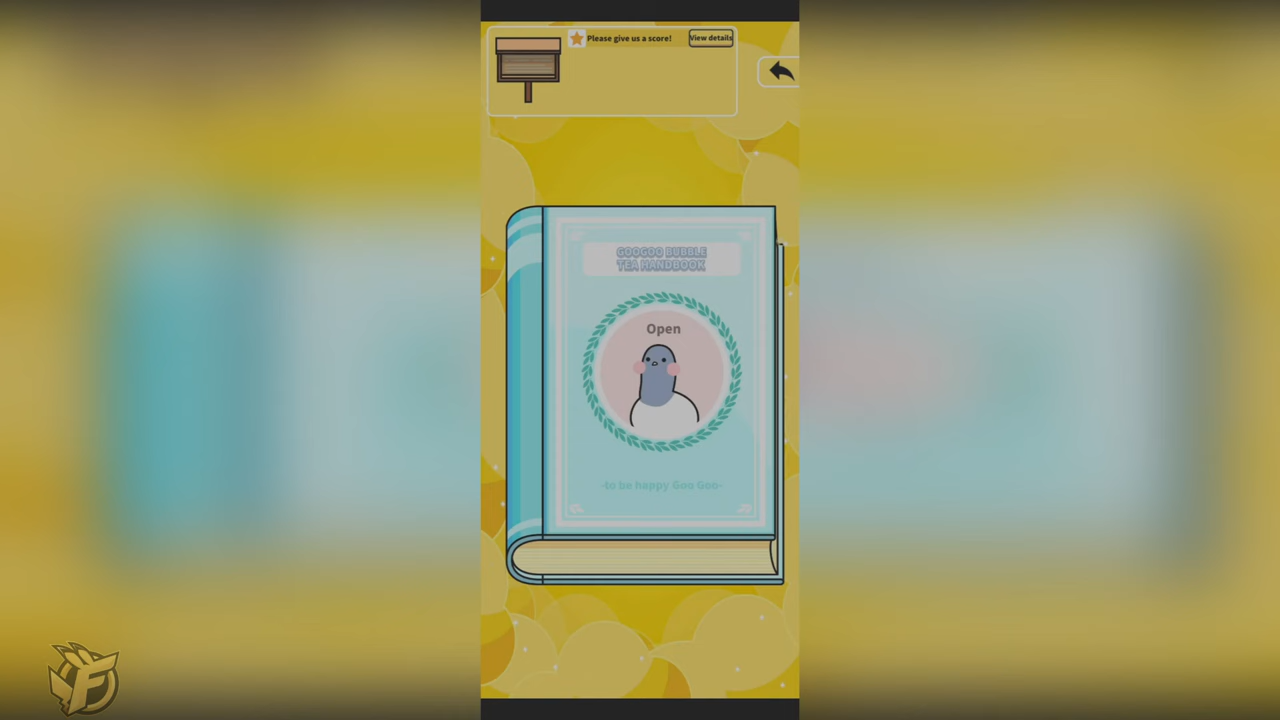 Please give us a score!
View details
GOOGOO BUBBLE
TEA HANDBOOK
Open
-to be happy Goo Goo-